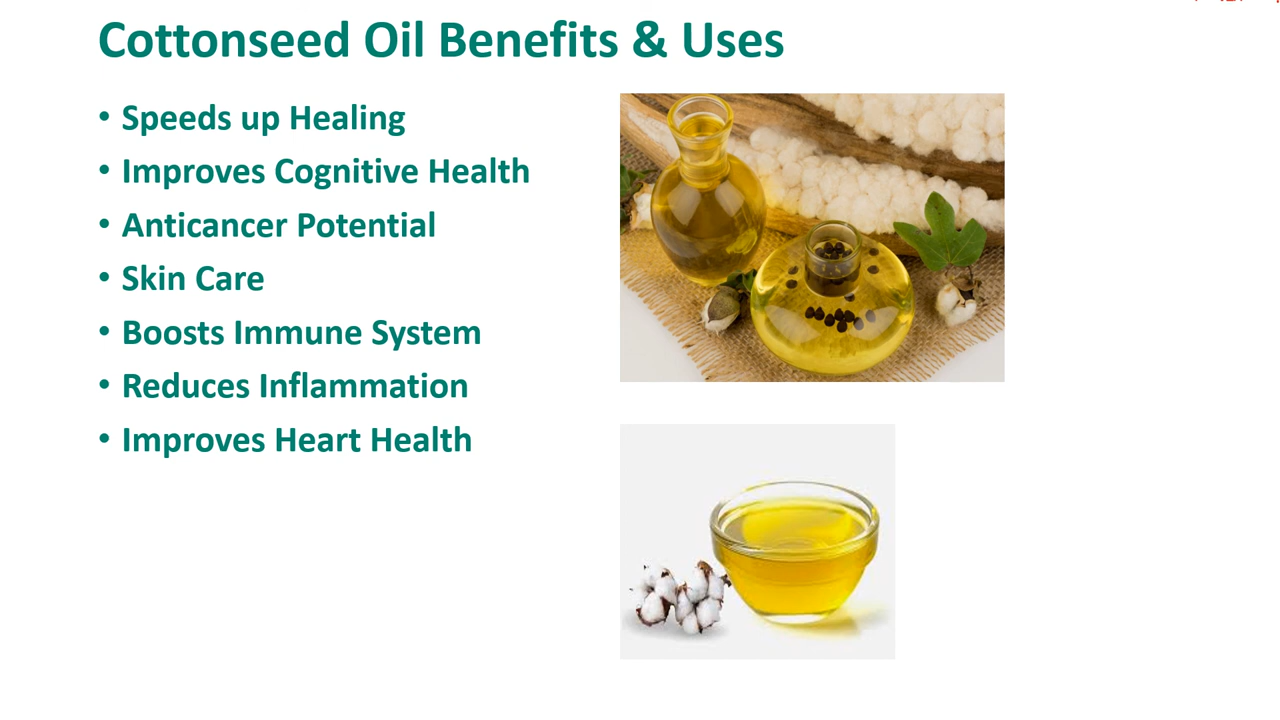 Cottonseed Oil Benefits & Uses
• Speeds up Healing
• Improves Cognitive Health
• Anticancer Potential
• Skin Care
• Boosts Immune System
• Reduces Inflammation
• Improves Heart Health